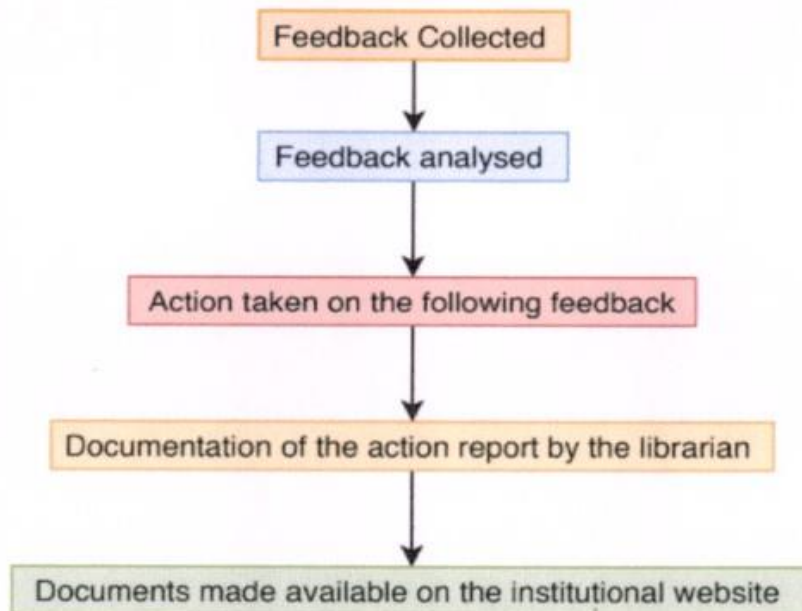 Feedback Collected
Feedback analysed
Action taken on the following feedback
Documentation of the action report by the librarian
Documents made available on the institutional website